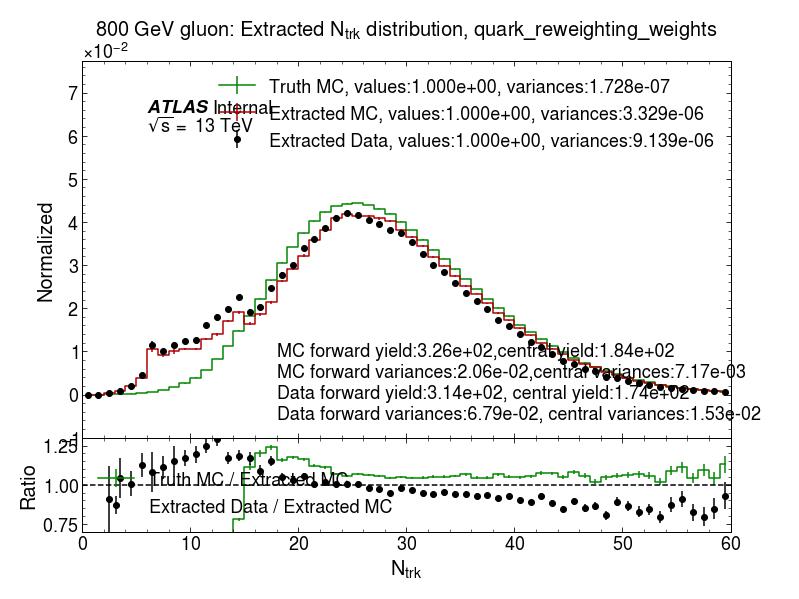 800 GeV gluon: Extracted Ntrk distribution, quark_reweighting_weights
×10−2
Truth MC, values:1.000e+00, variances:1.728e-07
ATLAS Internal
Extracted MC, values:1.000e+00, variances:3.329e-06
√s = 13 TeV
Extracted Data, values:1.000e+00, variances:9.139e-06
7
6
5
4
3
2
1
0
−1
Normalized
MC forward yield:3.26e+02,central yield:1.84e+02
MC forward variances:2.06e-02,central variances:7.17e-03
Data forward yield:3.14e+02, central yield:1.74e+02
Data forward variances:6.79e-02, central variances:1.53e-02
1.25
1.00
0.75
Ratio
Truth MC / Extracted MC
Extracted Data / Extracted MC
0 10 20 30 40 50 60
Ntrk